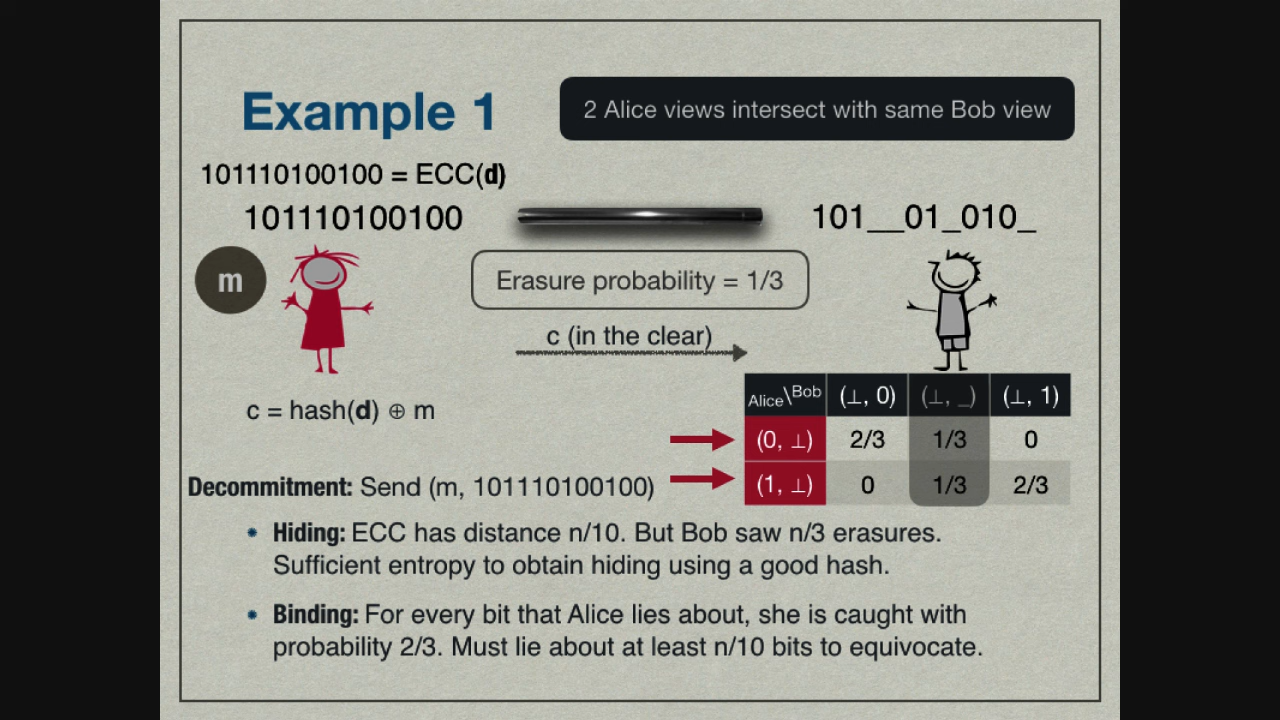 Example 1
2 Alice views intersect with same Bob view
101110100100 = ECC(d)
101110100100
101__01_010_
m
Erasure probability = 1/3
c (in the clear)
c = hash(d) ⊕ m
Alice\Bob (⊥, 0) (⊥, _) (⊥, 1)
(0, ⊥) 2/3 1/3 0
(1, ⊥) 0 1/3 2/3
Decommitment: Send (m, 101110100100)
• Hiding: ECC has distance n/10. But Bob saw n/3 erasures.
Sufficient entropy to obtain hiding using a good hash.
• Binding: For every bit that Alice lies about, she is caught with
probability 2/3. Must lie about at least n/10 bits to equivocate.